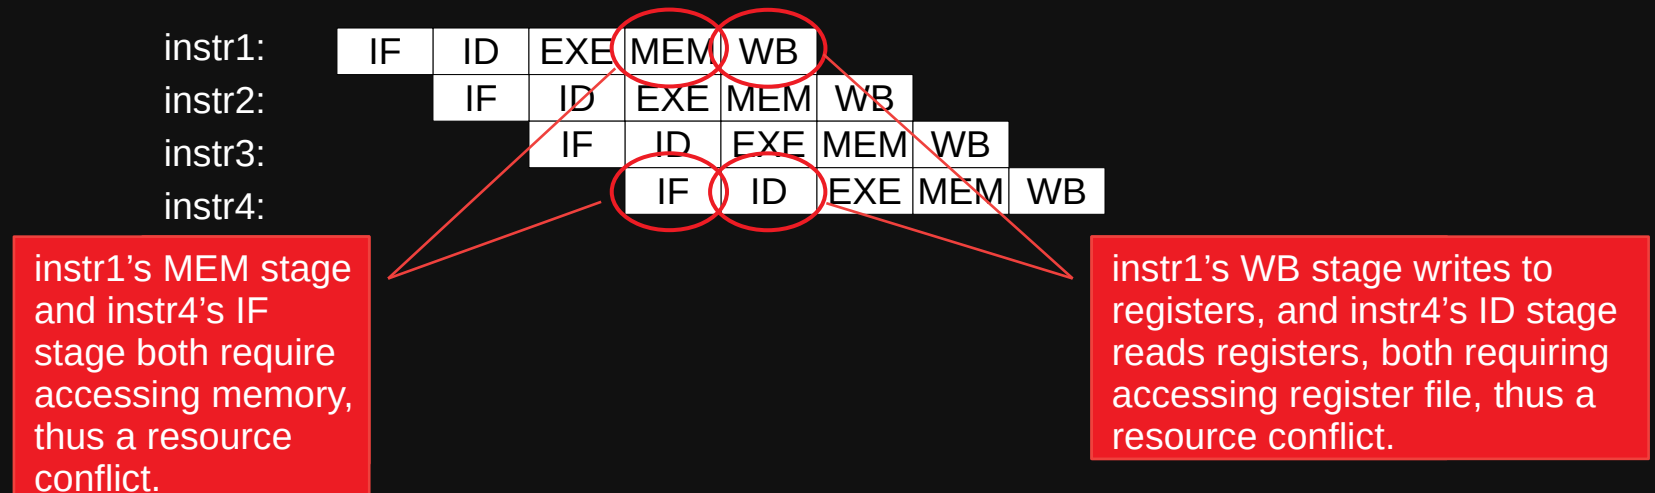 instr1: IF ID EXE MEM WB
instr2: IF ID EXE MEM WB
instr3: IF ID EXE MEM WB
instr4: IF ID EXE MEM WB
instr1’s MEM stage
and instr4’s IF
stage both require
accessing memory,
thus a resource
conflict.
instr1’s WB stage writes to
registers, and instr4’s ID stage
reads registers, both requiring
accessing register file, thus a
resource conflict.